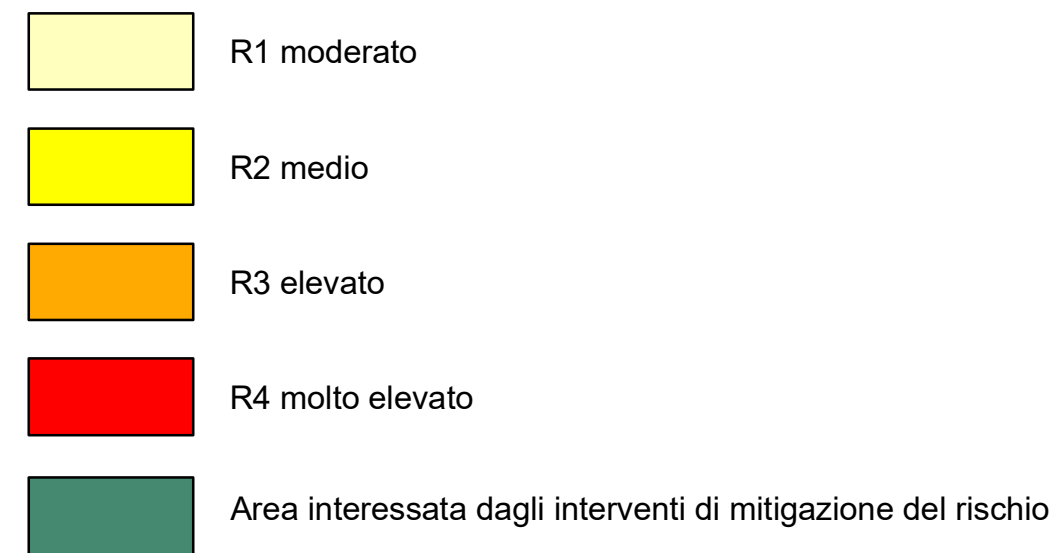 R1 moderato
R2 medio
R3 elevato
R4 molto elevato
Area interessata dagli interventi di mitigazione del rischio